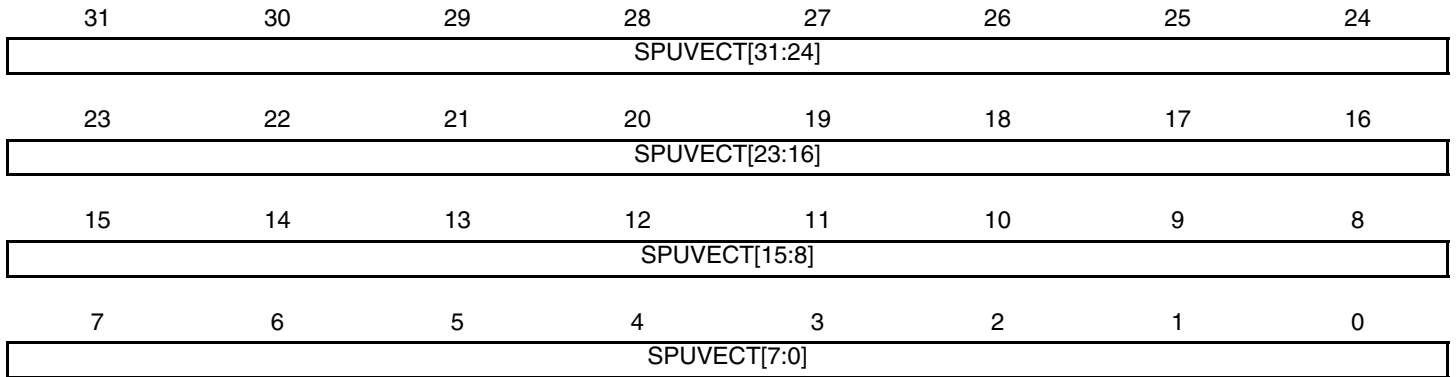 31 30 29 28 27 26 25 24
SPUVECT[31:24]
23 22 21 20 19 18 17 16
SPUVECT[23:16]
15 14 13 12 11 10 9 8
SPUVECT[15:8]
7 6 5 4 3 2 1 0
SPUVECT[7:0]